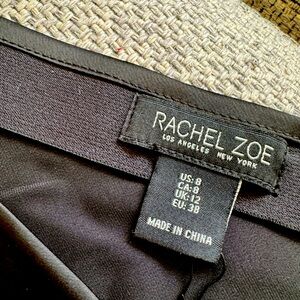 RACHEL ZOE
LOS ANGELES NEW YORK
US: 8
CA: 8
UK: 12
EU: 38
MADE IN CHINA